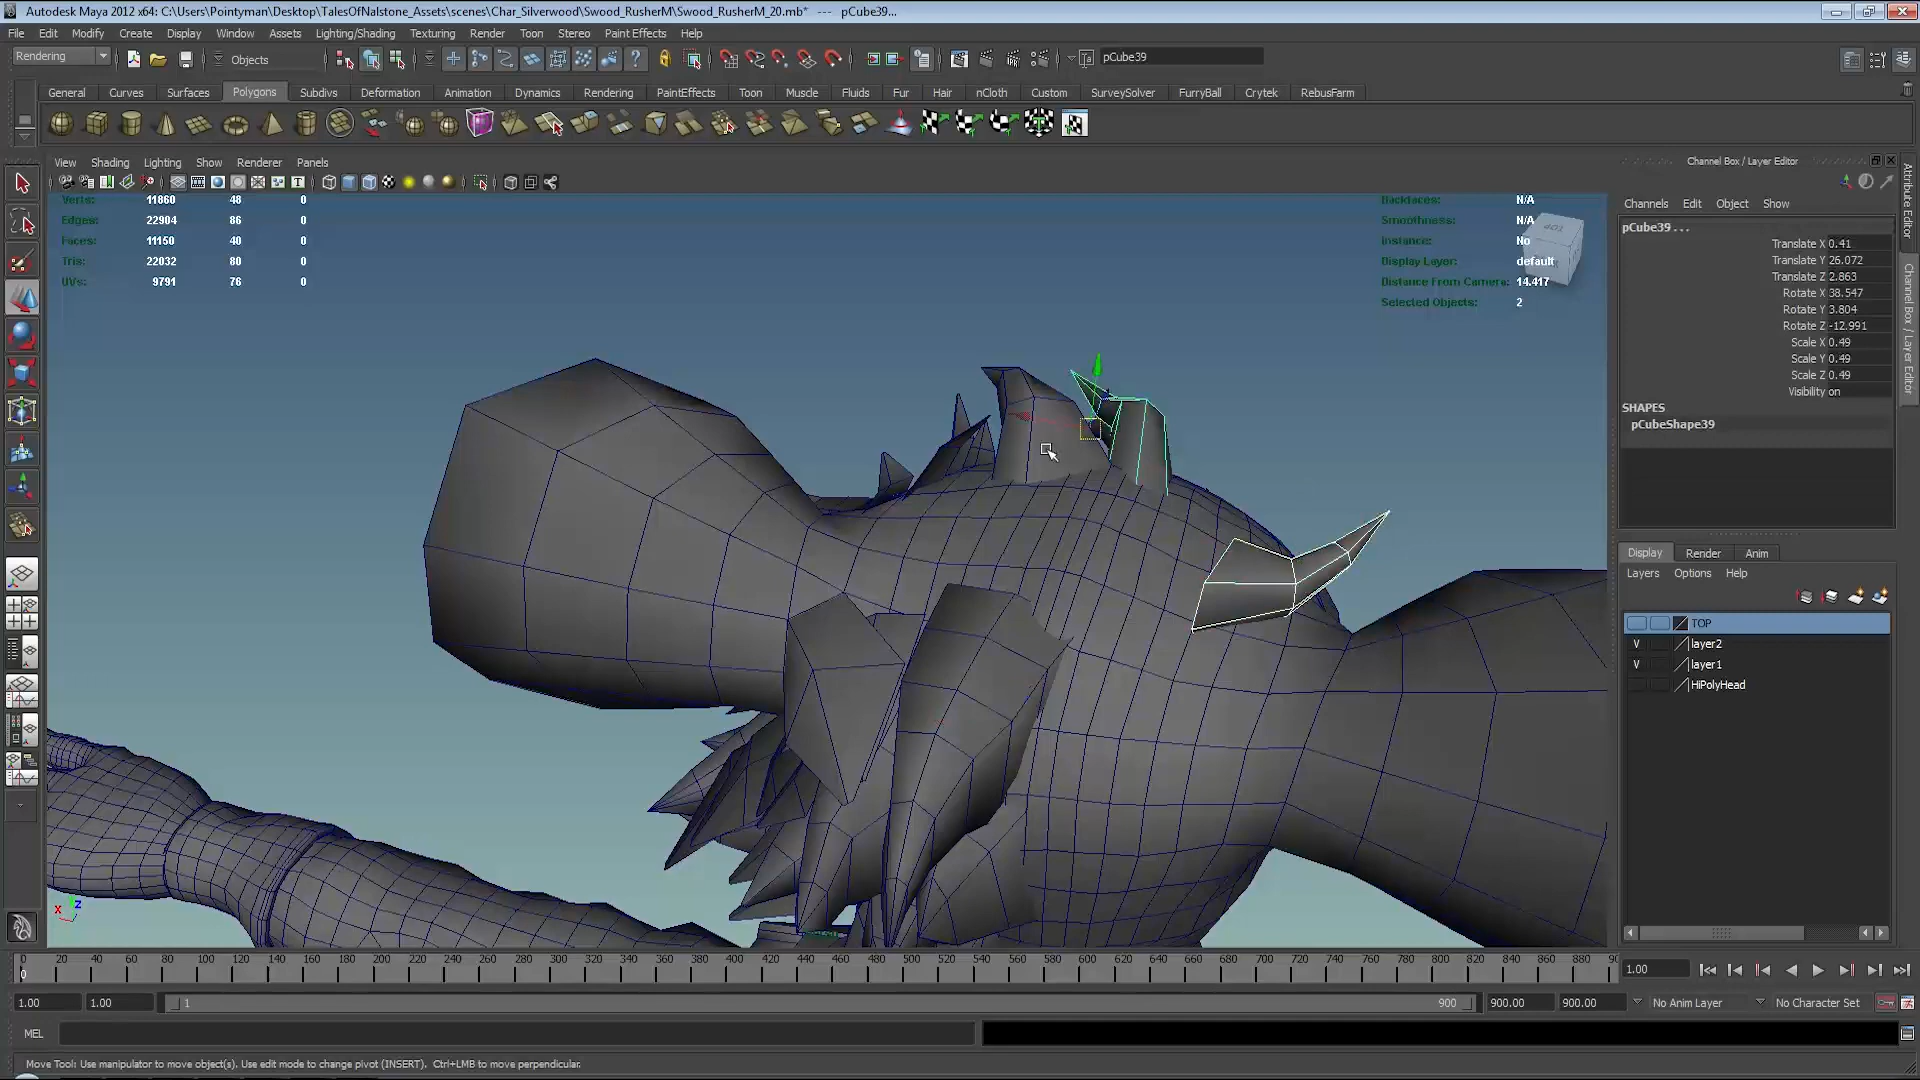 Autodesk Maya 2012 x64: C:\Users\Pointyman\Desktop\TalesOfNalstone_Assets\scenes\Char_Silverwood\Swood_RusherM\Swood_RusherM_20.mb* --- pCube39...
File Edit Modify Create Display Window Assets Lighting/Shading Texturing Render Toon Stereo Paint Effects Help
Rendering Objects pCube39
General Curves Surfaces Polygons Subdivs Deformation Animation Dynamics Rendering PaintEffects Toon Muscle Fluids Fur Hair nCloth Custom SurveySolver FurryBall Crytek RebusFarm
View Shading Lighting Show Renderer Panels
Channel Box / Layer Editor
Verts: 11860 48 0
Edges: 22904 86 0
Faces: 11150 40 0
Tris: 22032 80 0
UVs: 9791 76 0
Backfaces: N/A
Smoothness: N/A
Instance: No
Display Layer: default
Distance From Camera: 14.417
Selected Objects: 2
Channels Edit Object Show
pCube39 ...
Translate X 0.41
Translate Y 26.072
Translate Z 2.863
Rotate X 38.547
Rotate Y 3.804
Rotate Z -12.991
Scale X 0.49
Scale Y 0.49
Scale Z 0.49
Visibility on
SHAPES
pCubeShape39
Attribute Editor
Channel Box / Layer Editor
Display Render Anim
Layers Options Help
TOP
V layer2
V layer1
HiPolyHead
x z
0 20 40 60 80 100 120 140 160 180 200 220 240 260 280 300 320 340 360 380 400 420 440 460 480 500 520 540 560 580 600 620 640 660 680 700 720 740 760 780 800 820 840 860 880 90
0
1.00
1.00 1.00 1 900 900.00 900.00 No Anim Layer No Character Set
MEL
Move Tool: Use manipulator to move object(s). Use edit mode to change pivot (INSERT). Ctrl+LMB to move perpendicular.